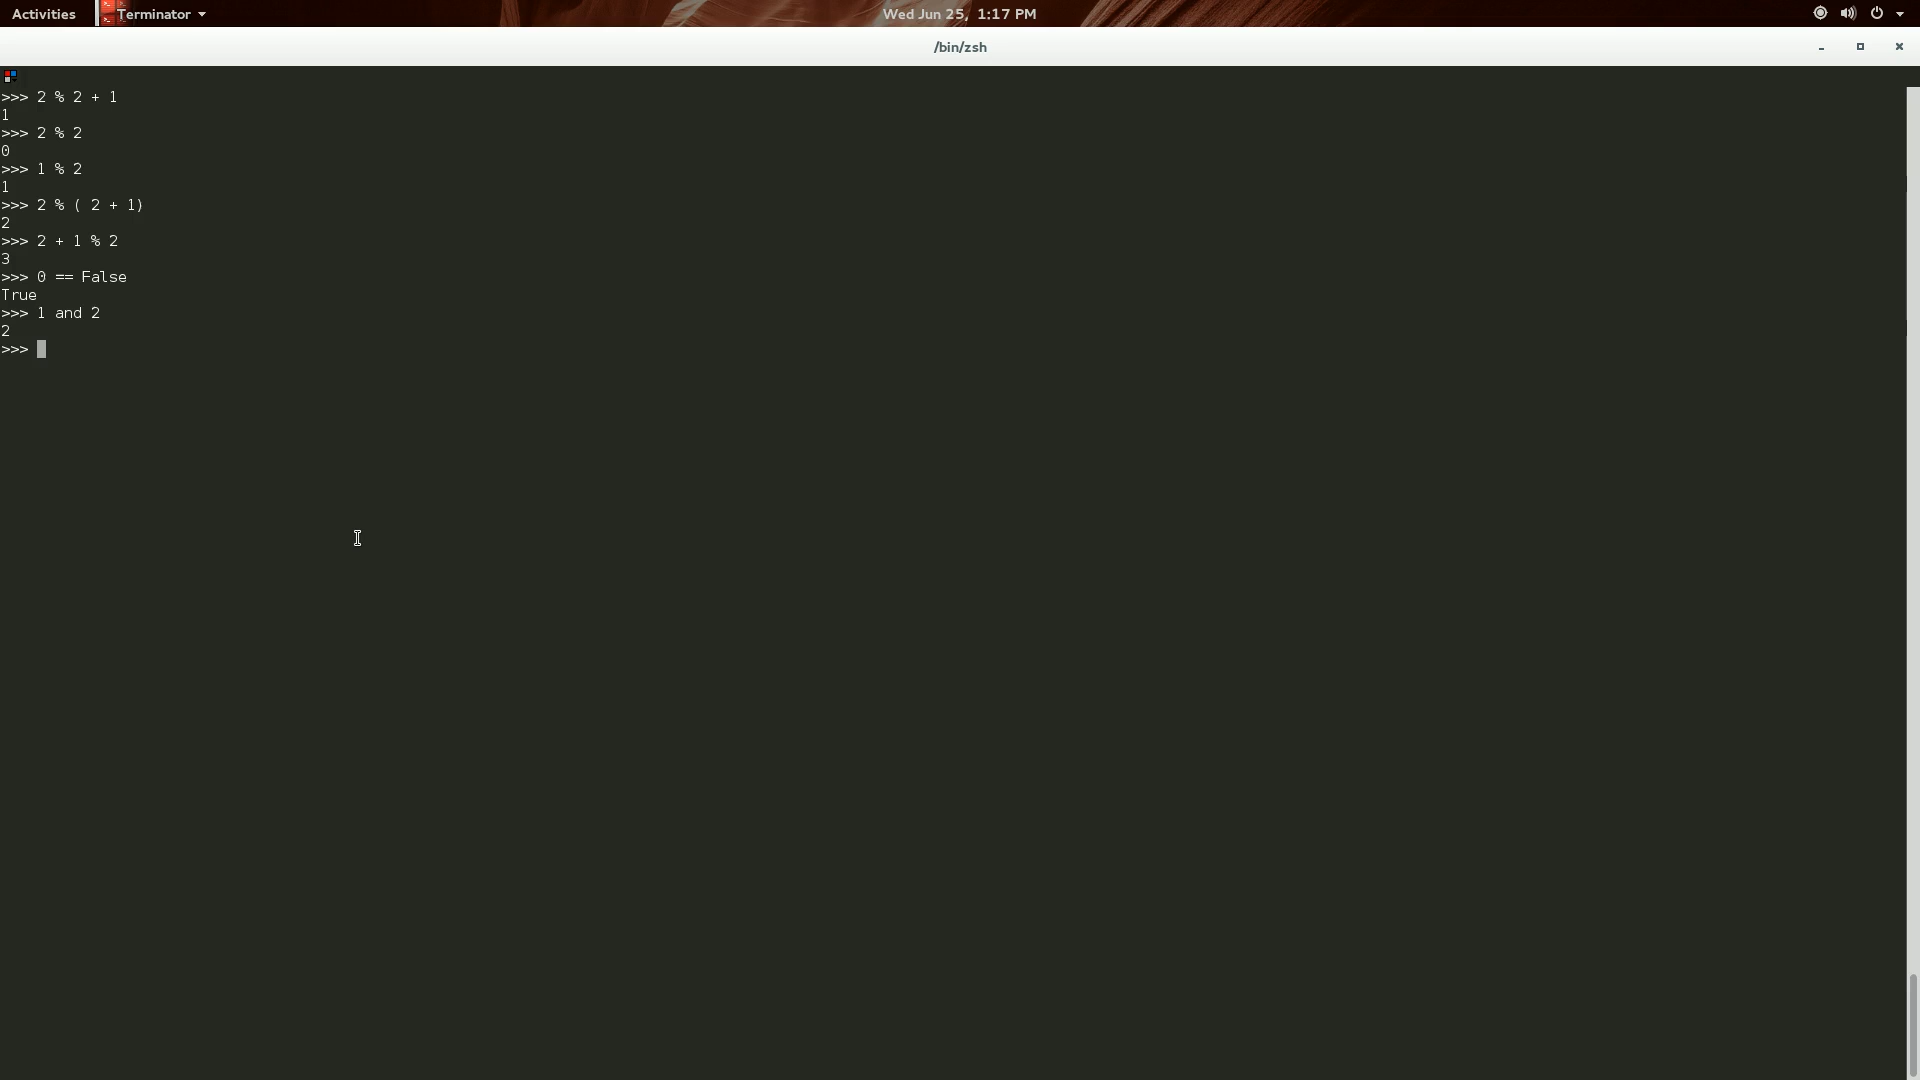 Activities Terminator Wed Jun 25, 1:17 PM
/bin/zsh
>>> 2 % 2 + 1
1
>>> 2 % 2
0
>>> 1 % 2
1
>>> 2 % ( 2 + 1)
2
>>> 2 + 1 % 2
3
>>> 0 == False
True
>>> 1 and 2
2
>>>